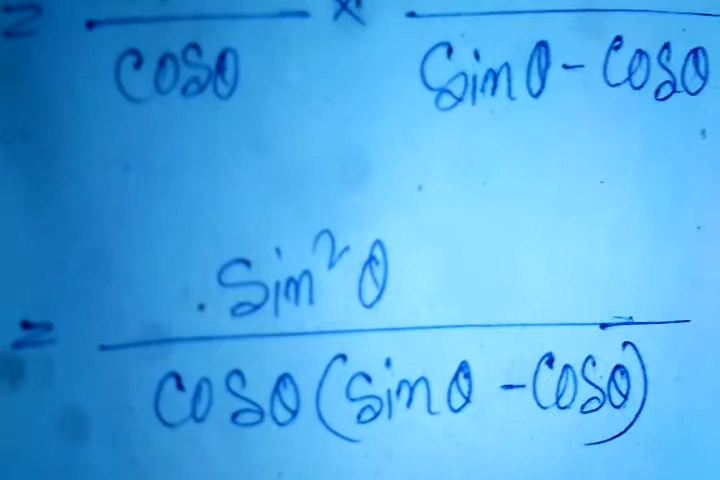 = ×
cosθ sinθ - cosθ
. sin²θ
=
cosθ (sinθ - cosθ)